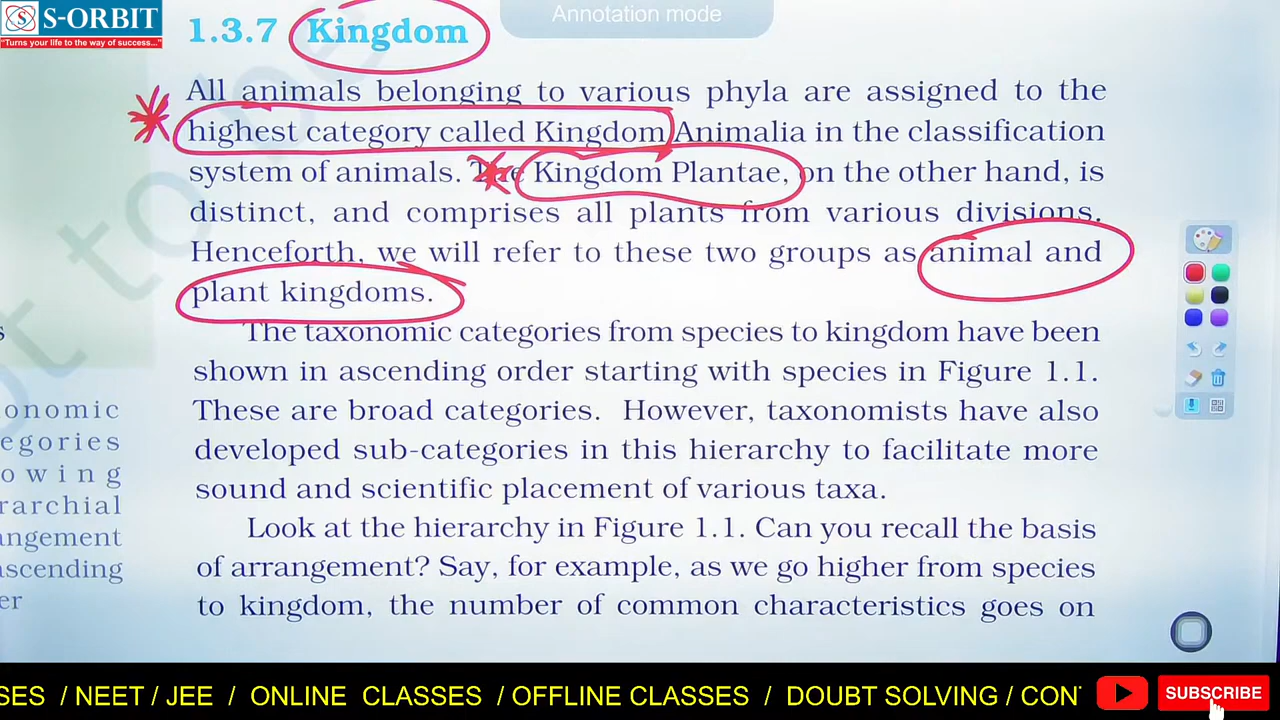 S-ORBIT
"Turns your life to the way of success..."
Annotation mode
1.3.7 Kingdom
All animals belonging to various phyla are assigned to the
highest category called Kingdom Animalia in the classification
system of animals. The Kingdom Plantae, on the other hand, is
distinct, and comprises all plants from various divisions.
Henceforth, we will refer to these two groups as animal and
plant kingdoms.
The taxonomic categories from species to kingdom have been
shown in ascending order starting with species in Figure 1.1.
These are broad categories. However, taxonomists have also
developed sub-categories in this hierarchy to facilitate more
sound and scientific placement of various taxa.
Look at the hierarchy in Figure 1.1. Can you recall the basis
of arrangement? Say, for example, as we go higher from species
to kingdom, the number of common characteristics goes on
s
onomic
egories
owing
rarchial
angement
ascending
er
SES / NEET / JEE / ONLINE CLASSES / OFFLINE CLASSES / DOUBT SOLVING / CONT
SUBSCRIBE